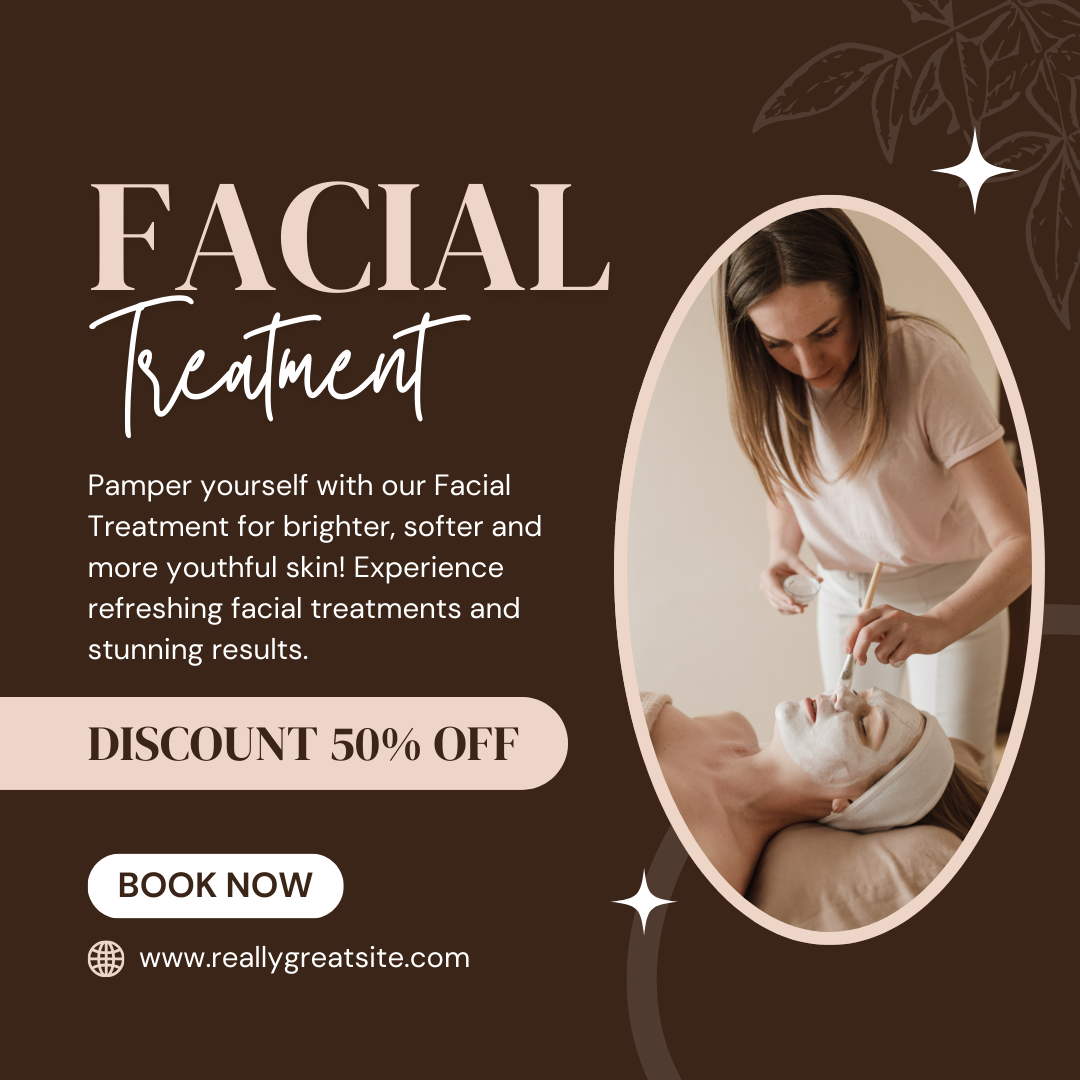 FACIAL
Treatment
Pamper yourself with our Facial
Treatment for brighter, softer and
more youthful skin! Experience
refreshing facial treatments and
stunning results.
DISCOUNT 50% OFF
BOOK NOW
www.reallygreatsite.com